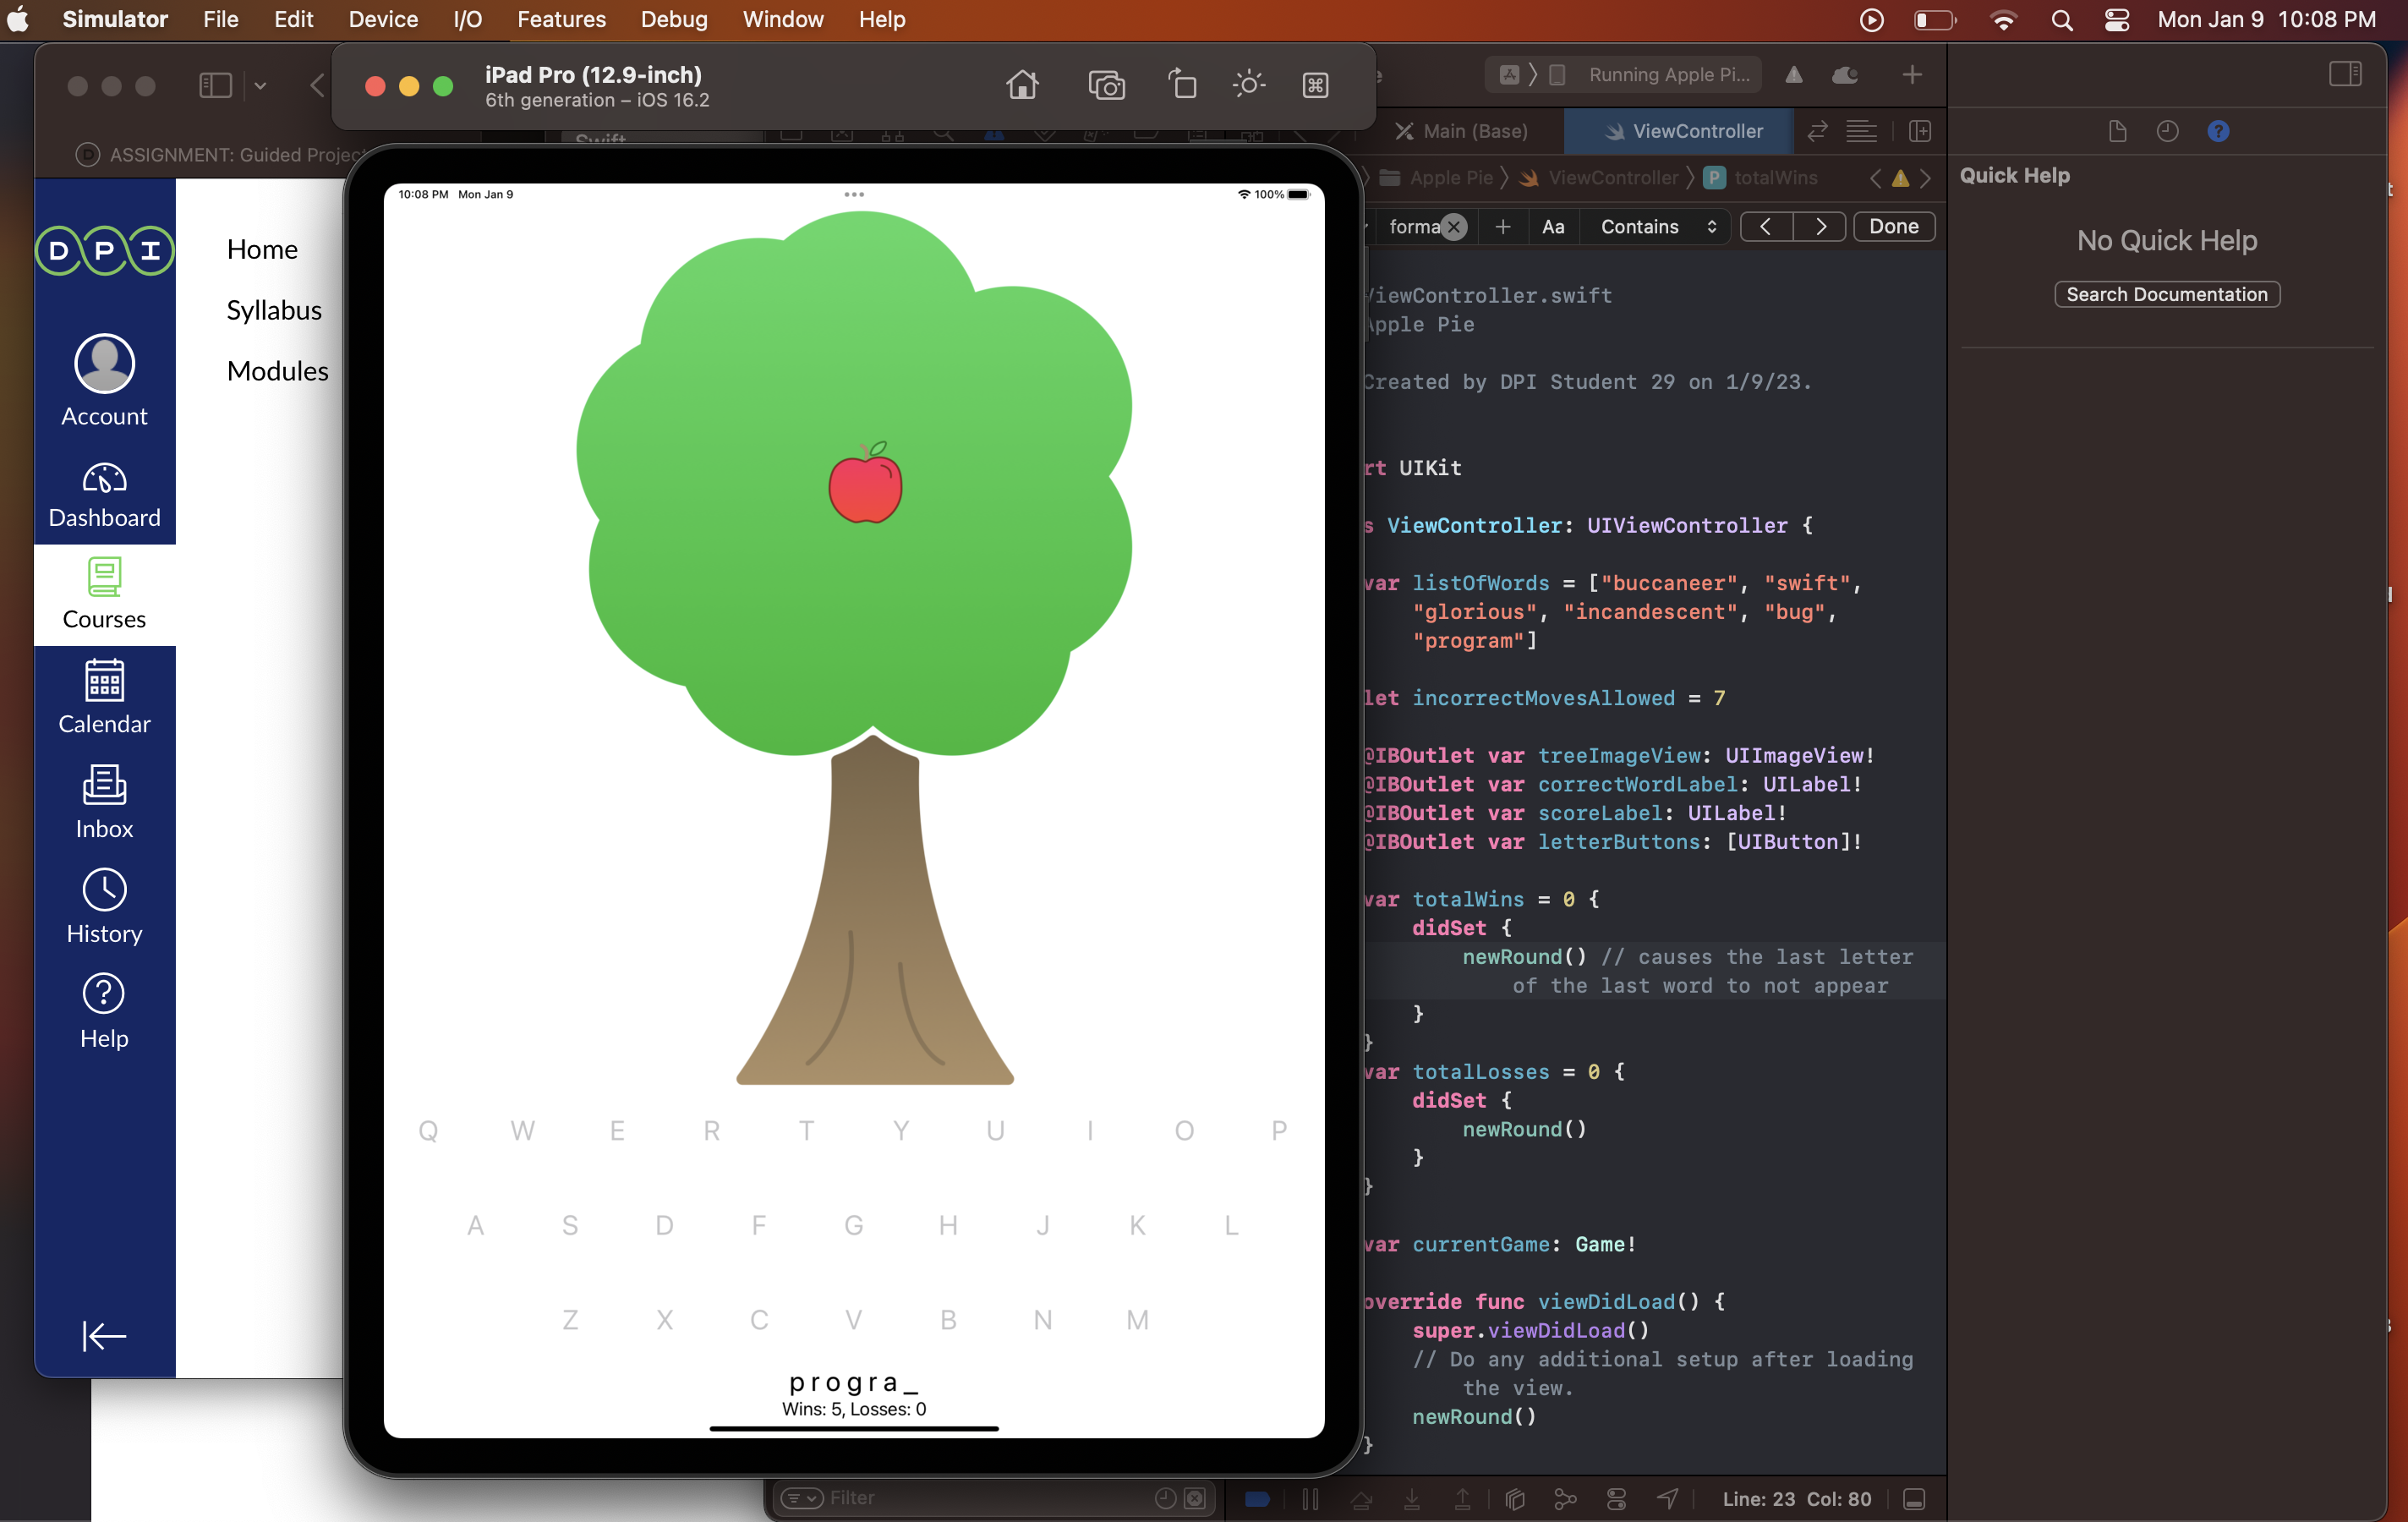 Simulator File Edit Device I/O Features Debug Window Help Mon Jan 9 10:08 PM
iPad Pro (12.9-inch)
6th generation – iOS 16.2
Running Apple Pi...
Swift
Main (Base)
ViewController
ASSIGNMENT: Guided Projec
Apple Pie ViewController P totalWins
forma Aa Contains Done
Quick Help
No Quick Help
Search Documentation
DPI
Account
Dashboard
Courses
Calendar
Inbox
History
Help
Home
Syllabus
Modules
10:08 PM Mon Jan 9
100%
Q W E R T Y U I O P
A S D F G H J K L
Z X C V B N M
p r o g r a _
Wins: 5, Losses: 0
ViewController.swift
Apple Pie
Created by DPI Student 29 on 1/9/23.
rt UIKit
s ViewController: UIViewController {
var listOfWords = ["buccaneer", "swift",
"glorious", "incandescent", "bug",
"program"]
let incorrectMovesAllowed = 7
@IBOutlet var treeImageView: UIImageView!
@IBOutlet var correctWordLabel: UILabel!
@IBOutlet var scoreLabel: UILabel!
@IBOutlet var letterButtons: [UIButton]!
var totalWins = 0 {
didSet {
newRound() // causes the last letter
of the last word to not appear
}
}
var totalLosses = 0 {
didSet {
newRound()
}
}
var currentGame: Game!
override func viewDidLoad() {
super.viewDidLoad()
// Do any additional setup after loading
the view.
newRound()
}
Filter
Line: 23 Col: 80